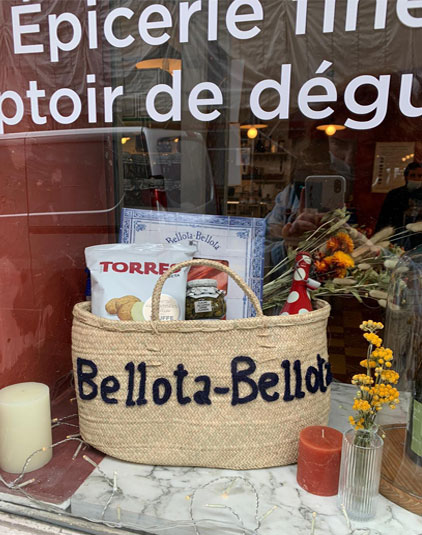 Épicerie fine
ptoir de dégu
Bellota-Bellota
TORRE
Bellota-Bellota